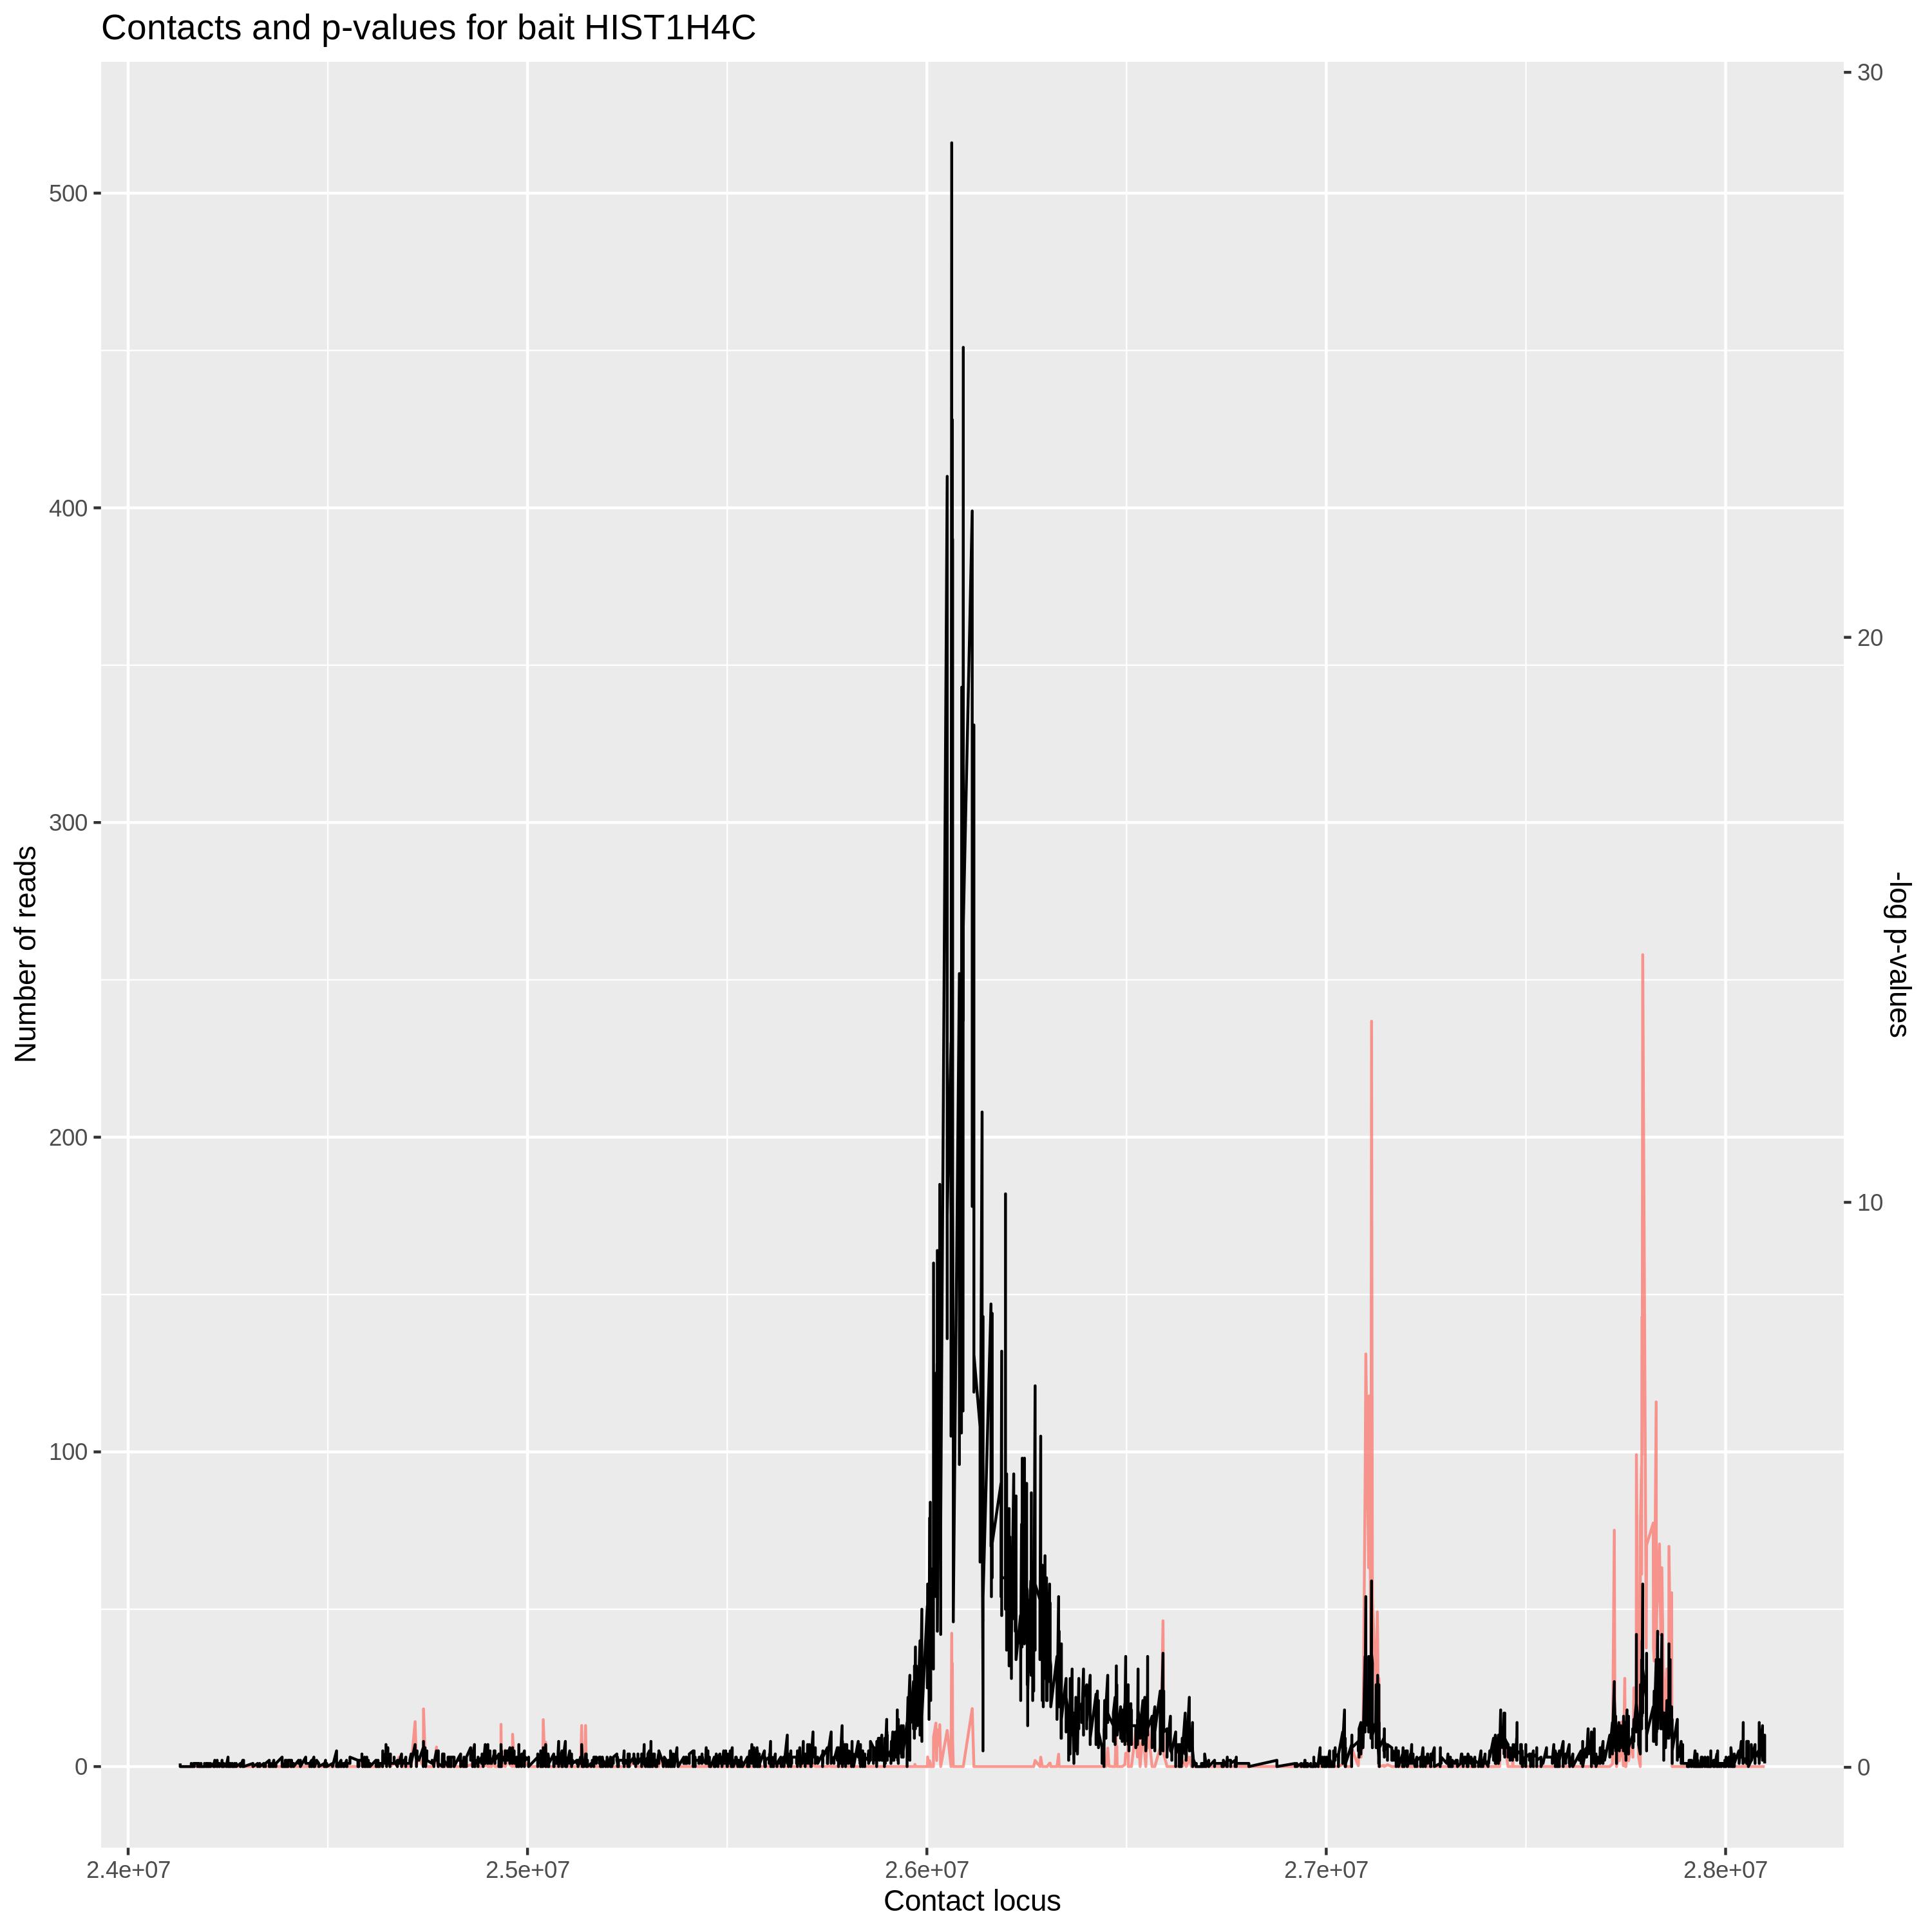 Contacts and p-values for bait HIST1H4C
30
500
400
20
300
Number of reads
-log p-values
200
10
100
0
0
2.4e+07
2.5e+07
2.6e+07
2.7e+07
2.8e+07
Contact locus